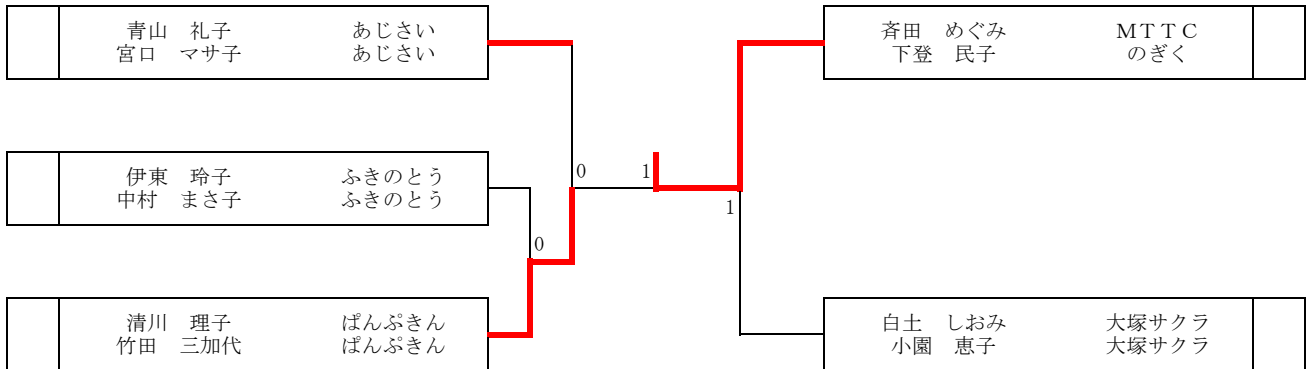 青山　礼子　あじさい
宮口　マサ子　あじさい
斉田　めぐみ　ＭＴＴＣ
下登　民子　のぎく
伊東　玲子　ふきのとう
中村　まさ子　ふきのとう
0
1
1
0
清川　理子　ぱんぷきん
竹田　三加代　ぱんぷきん
白土　しおみ　大塚サクラ
小園　恵子　大塚サクラ